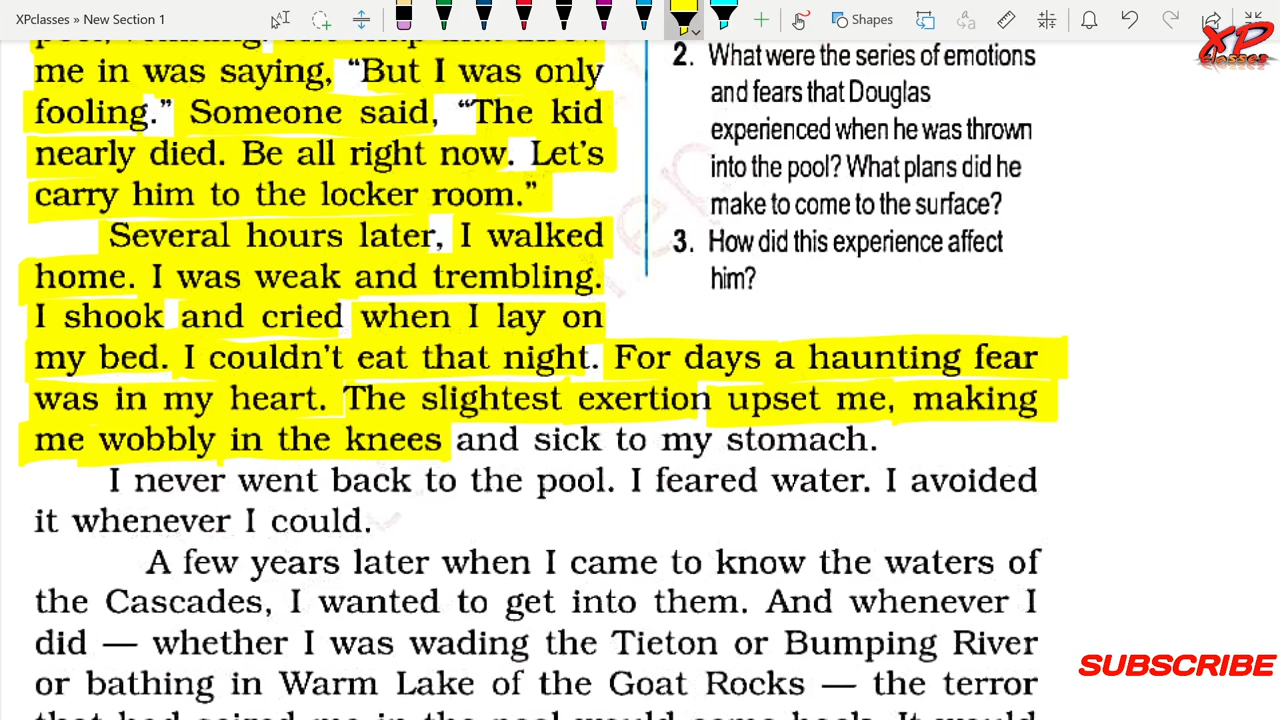 XPclasses » New Section 1
Shapes
XP
Classes
me in was saying, “But I was only
fooling.” Someone said, “The kid
nearly died. Be all right now. Let’s
carry him to the locker room.”
Several hours later, I walked
home. I was weak and trembling.
I shook and cried when I lay on
my bed. I couldn’t eat that night. For days a haunting fear
was in my heart. The slightest exertion upset me, making
me wobbly in the knees and sick to my stomach.
I never went back to the pool. I feared water. I avoided
it whenever I could.
A few years later when I came to know the waters of
the Cascades, I wanted to get into them. And whenever I
did — whether I was wading the Tieton or Bumping River
or bathing in Warm Lake of the Goat Rocks — the terror
2. What were the series of emotions
and fears that Douglas
experienced when he was thrown
into the pool? What plans did he
make to come to the surface?
3. How did this experience affect
him?
SUBSCRIBE